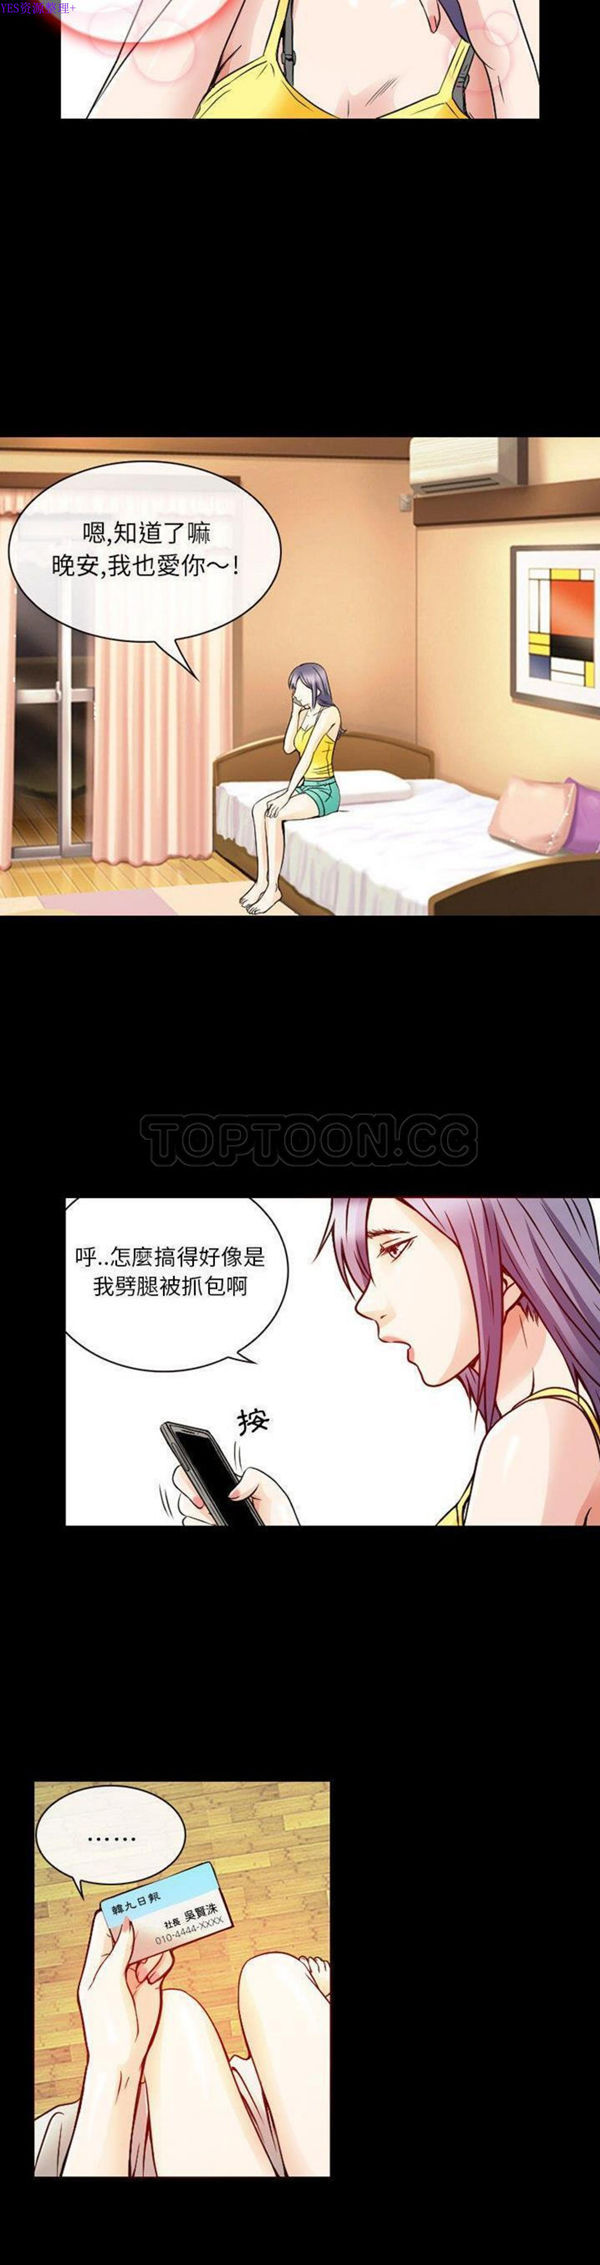 YES资源整理+
嗯,知道了嘛
晚安,我也愛你～!
TOPTOON.CC
呼..怎麼搞得好像是
我劈腿被抓包啊
按
......
韓九日報
社長 吳賢洙
010-4444-XXXX